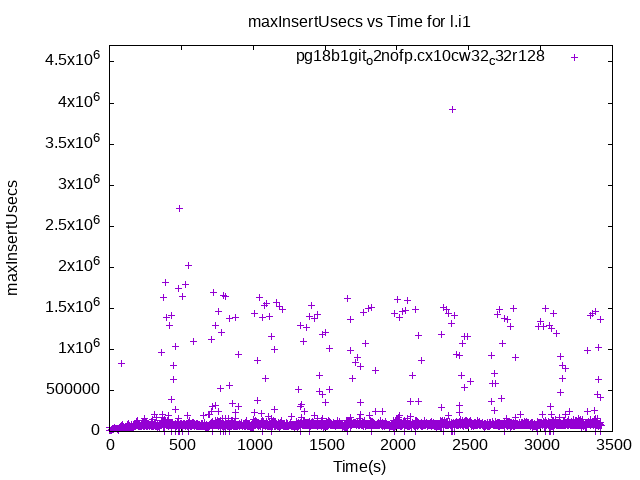 maxInsertUsecs vs Time for l.i1
pg18b1git_o2nofp.cx10cw32_c32r128
4.5x10^6
4x10^6
3.5x10^6
3x10^6
2.5x10^6
2x10^6
1.5x10^6
1x10^6
500000
0
maxInsertUsecs
0 500 1000 1500 2000 2500 3000 3500
Time(s)